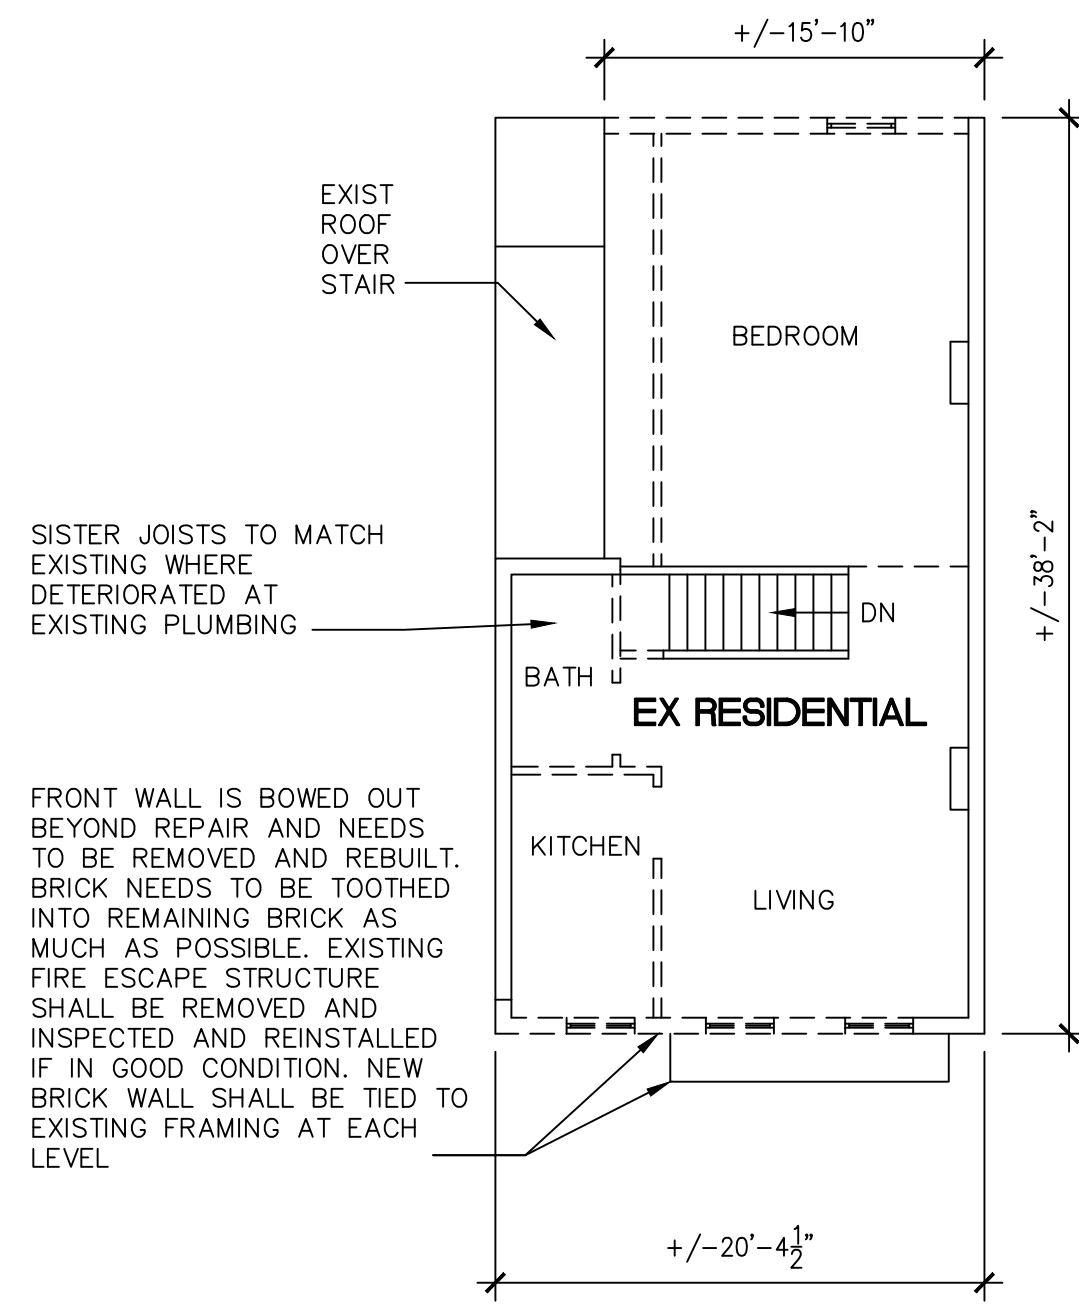 +/-15'-10"
EXIST
ROOF
OVER
STAIR
BEDROOM
+/-38'-2"
SISTER JOISTS TO MATCH
EXISTING WHERE
DETERIORATED AT
EXISTING PLUMBING
DN
BATH
EX RESIDENTIAL
FRONT WALL IS BOWED OUT
BEYOND REPAIR AND NEEDS
TO BE REMOVED AND REBUILT.
BRICK NEEDS TO BE TOOTHED
INTO REMAINING BRICK AS
MUCH AS POSSIBLE. EXISTING
FIRE ESCAPE STRUCTURE
SHALL BE REMOVED AND
INSPECTED AND REINSTALLED
IF IN GOOD CONDITION. NEW
BRICK WALL SHALL BE TIED TO
EXISTING FRAMING AT EACH
LEVEL
KITCHEN
LIVING
+/-20'-4½"